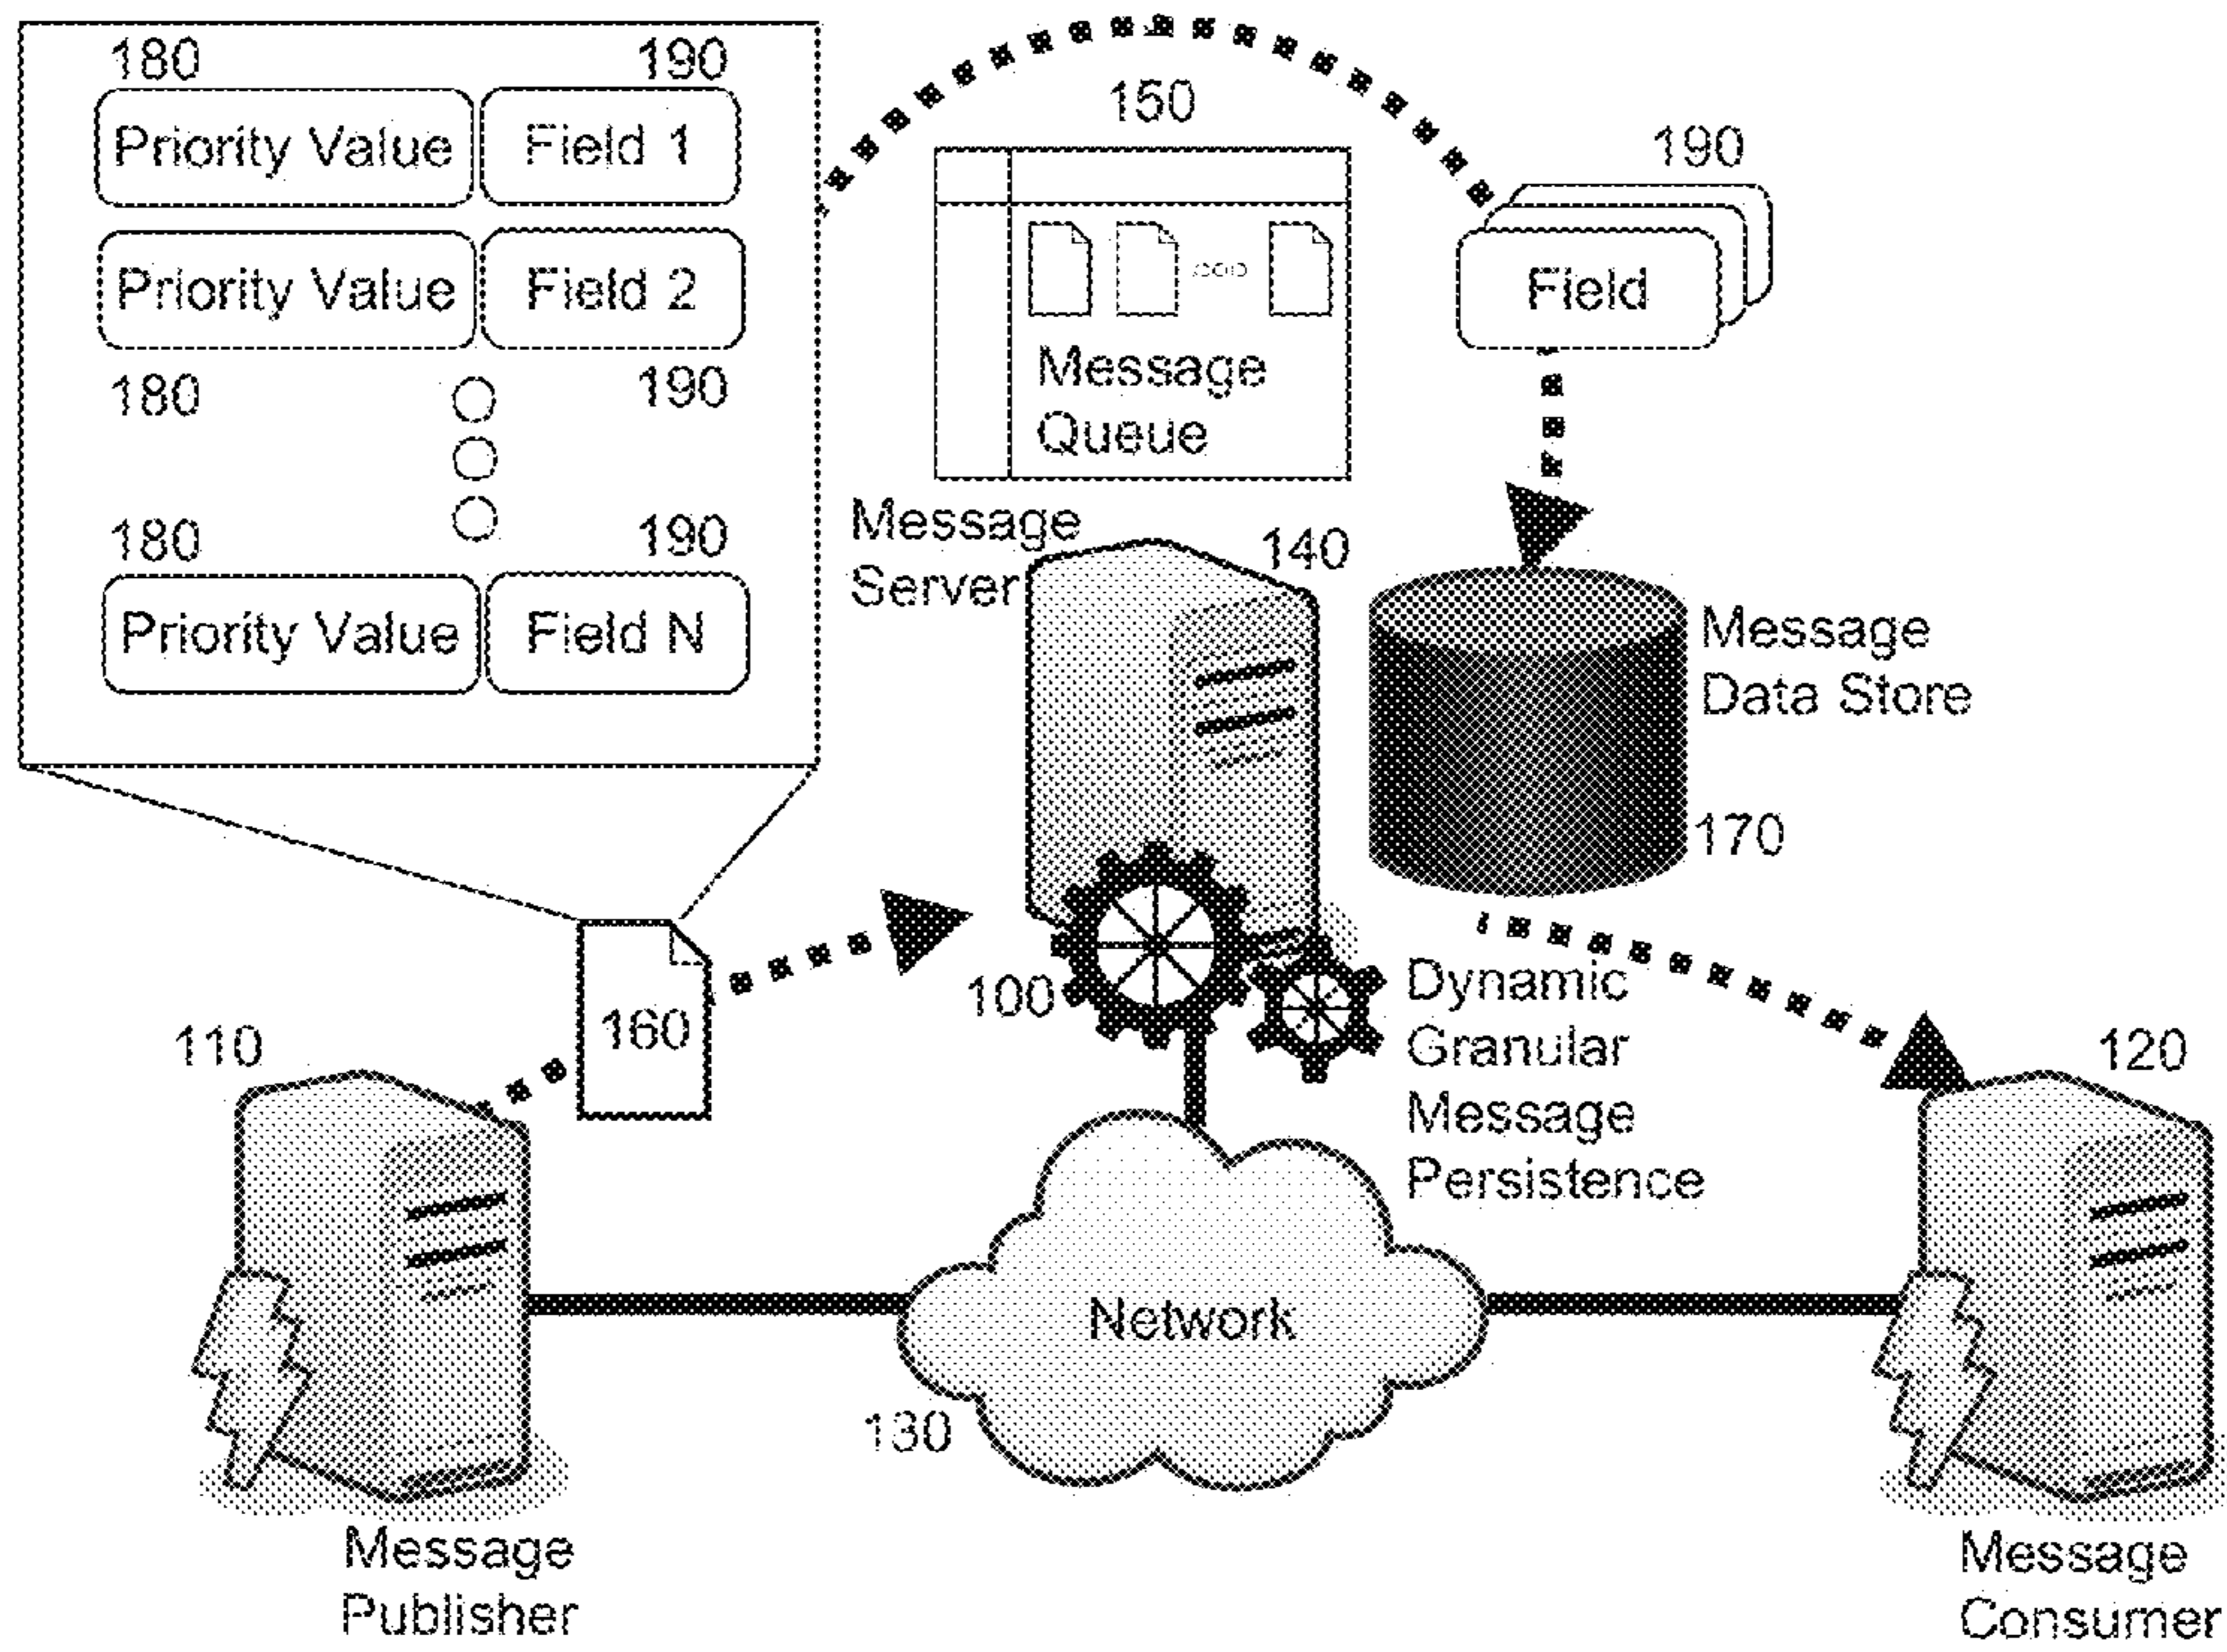 180 190
Priority Value Field 1
Priority Value Field 2
180 190
180 190
Priority Value Field N
150
Message
Queue
190
Field
Message
Server
140
Message
Data Store
170
100
Dynamic
Granular
Message
Persistence
160
110
120
Network
130
Message
Publisher
Message
Consumer